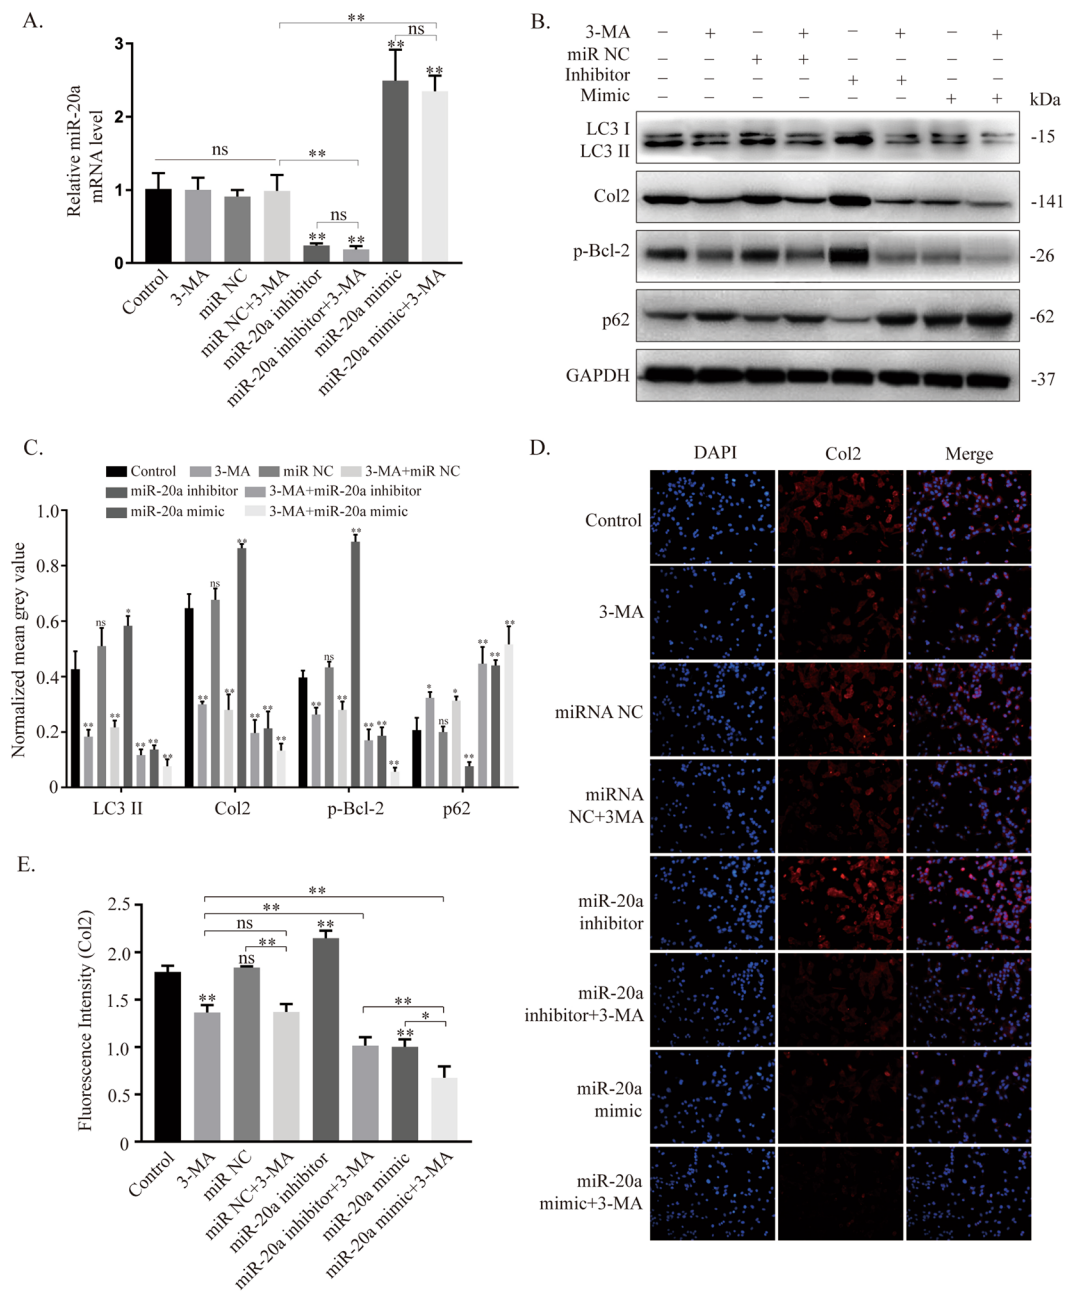 A.
**
ns
**
**
3
2
1
0
Relative miR-20a
mRNA level
ns
**
ns
**
**
Control
3-MA
miR NC
miR NC+3-MA
miR-20a inhibitor
miR-20a inhibitor+3-MA
miR-20a mimic
miR-20a mimic+3-MA
B.
3-MA − + − + − + − +
miR NC − − + + − − − −
Inhibitor − − − − + + − −
Mimic − − − − − − + +
kDa
LC3 I
LC3 II
-15
Col2
-141
p-Bcl-2
-26
p62
-62
GAPDH
-37
C.
Control
3-MA
miR NC
3-MA+miR NC
miR-20a inhibitor
3-MA+miR-20a inhibitor
miR-20a mimic
3-MA+miR-20a mimic
Normalized mean grey value
1.0
0.8
0.6
0.4
0.2
0
** ns ** * ** ** **
** ns ** ** ** ** **
** ns ** ** ** ** **
* ns * ** ** ** **
LC3 II
Col2
p-Bcl-2
p62
D.
DAPI
Col2
Merge
Control
3-MA
miRNA NC
miRNA
NC+3MA
miR-20a
inhibitor
miR-20a
inhibitor+3-MA
miR-20a
mimic
miR-20a
mimic+3-MA
E.
Fluorescence Intensity (Col2)
2.5
2.0
1.5
1.0
0.5
0
**
**
ns
**
**
ns
**
**
*
**
Control
3-MA
miR NC
miR NC+3-MA
miR-20a inhibitor
miR-20a inhibitor+3-MA
miR-20a mimic
miR-20a mimic+3-MA